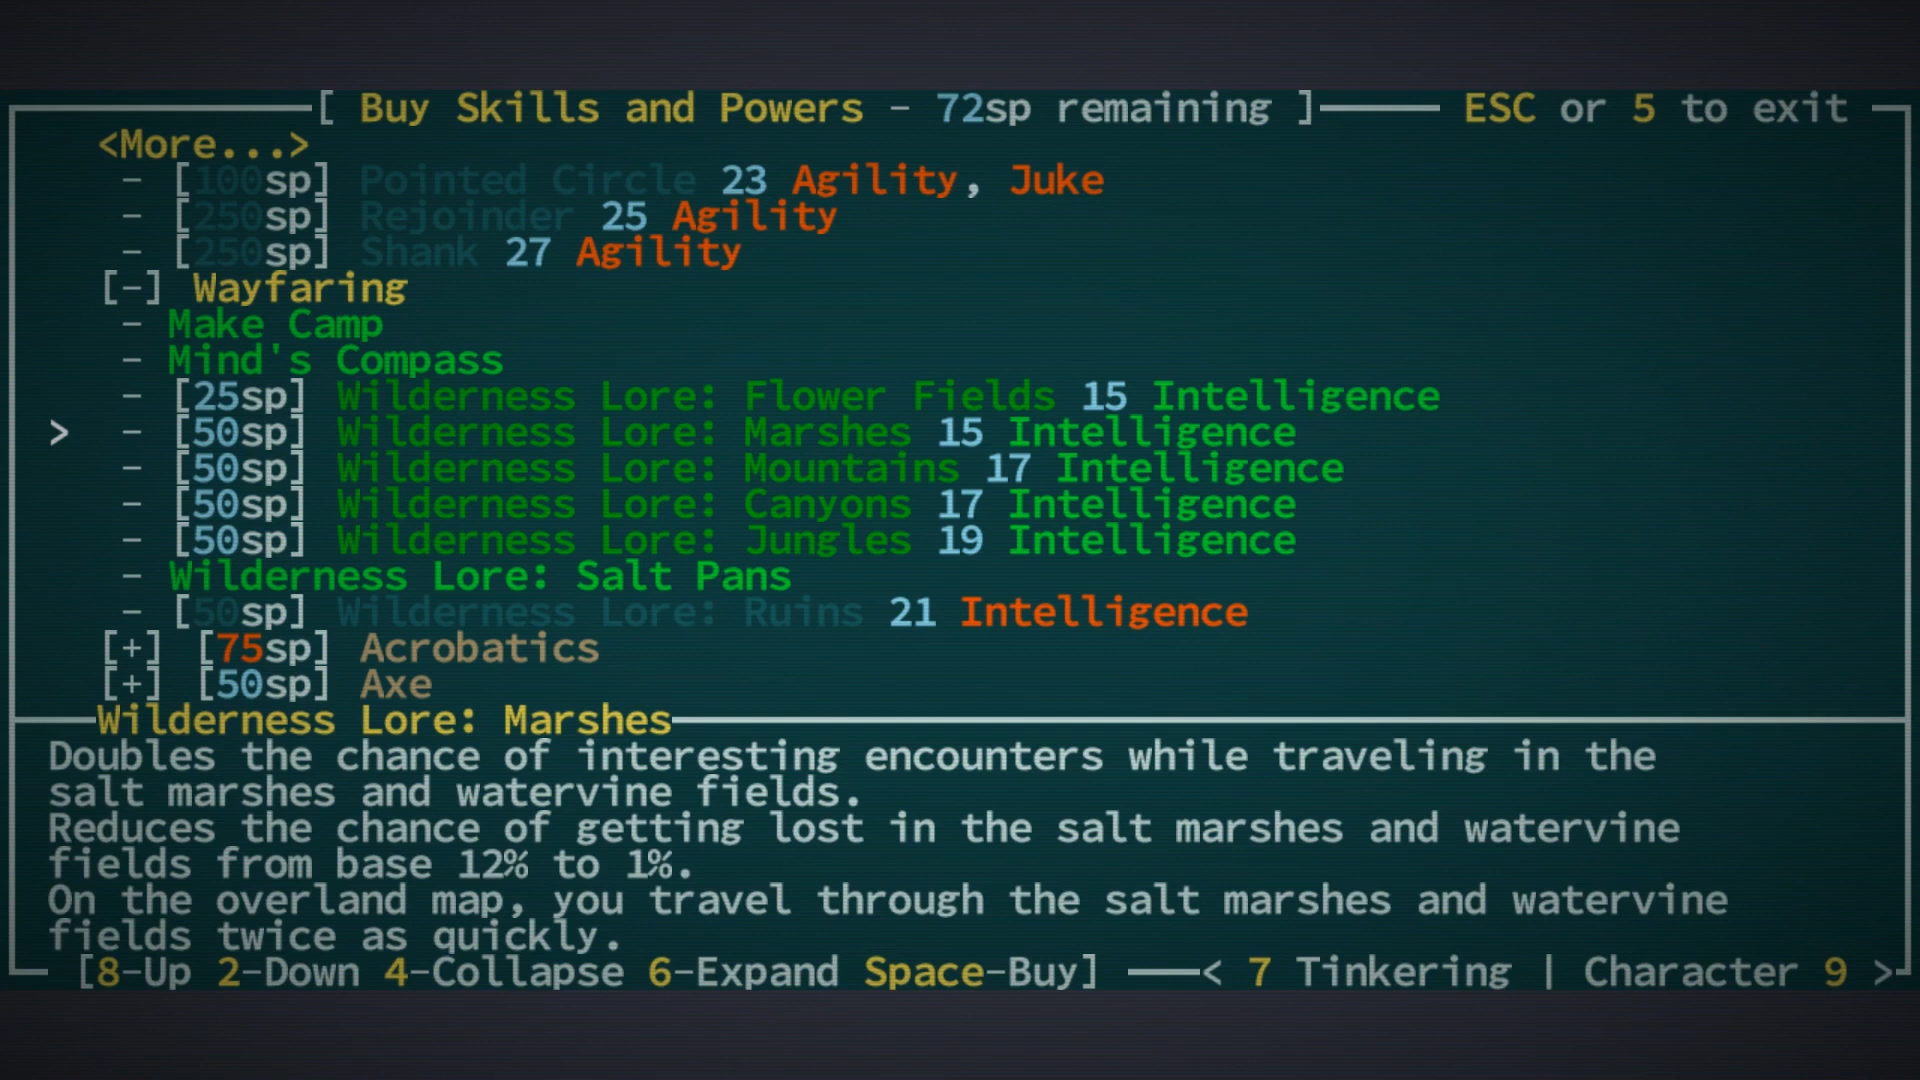 [ Buy Skills and Powers - 72sp remaining ] ESC or 5 to exit
<More...>
- [100sp] Pointed Circle 23 Agility, Juke
- [250sp] Rejoinder 25 Agility
- [250sp] Shank 27 Agility
[-] Wayfaring
- Make Camp
- Mind's Compass
- [25sp] Wilderness Lore: Flower Fields 15 Intelligence
> - [50sp] Wilderness Lore: Marshes 15 Intelligence
- [50sp] Wilderness Lore: Mountains 17 Intelligence
- [50sp] Wilderness Lore: Canyons 17 Intelligence
- [50sp] Wilderness Lore: Jungles 19 Intelligence
- Wilderness Lore: Salt Pans
- [50sp] Wilderness Lore: Ruins 21 Intelligence
[+] [75sp] Acrobatics
[+] [50sp] Axe
Wilderness Lore: Marshes
Doubles the chance of interesting encounters while traveling in the
salt marshes and watervine fields.
Reduces the chance of getting lost in the salt marshes and watervine
fields from base 12% to 1%.
On the overland map, you travel through the salt marshes and watervine
fields twice as quickly.
[8-Up 2-Down 4-Collapse 6-Expand Space-Buy] < 7 Tinkering | Character 9 >